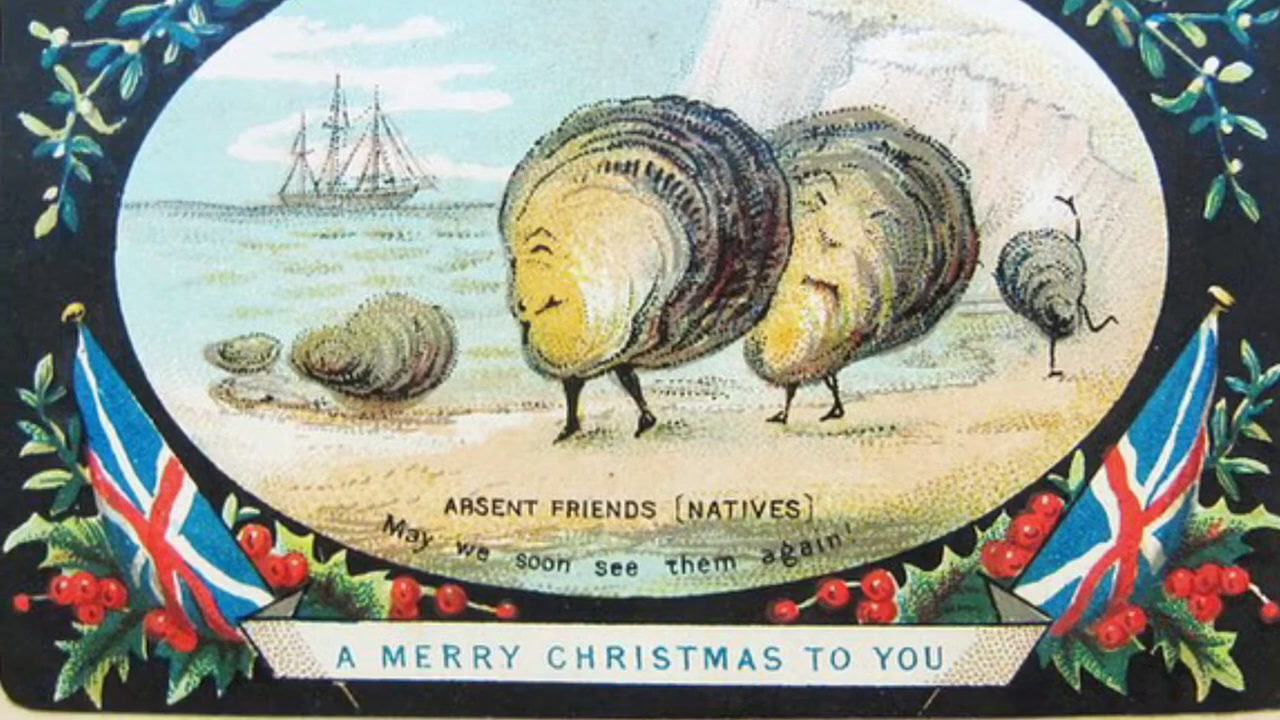 ABSENT FRIENDS [NATIVES]
May we soon see them again!
A MERRY CHRISTMAS TO YOU